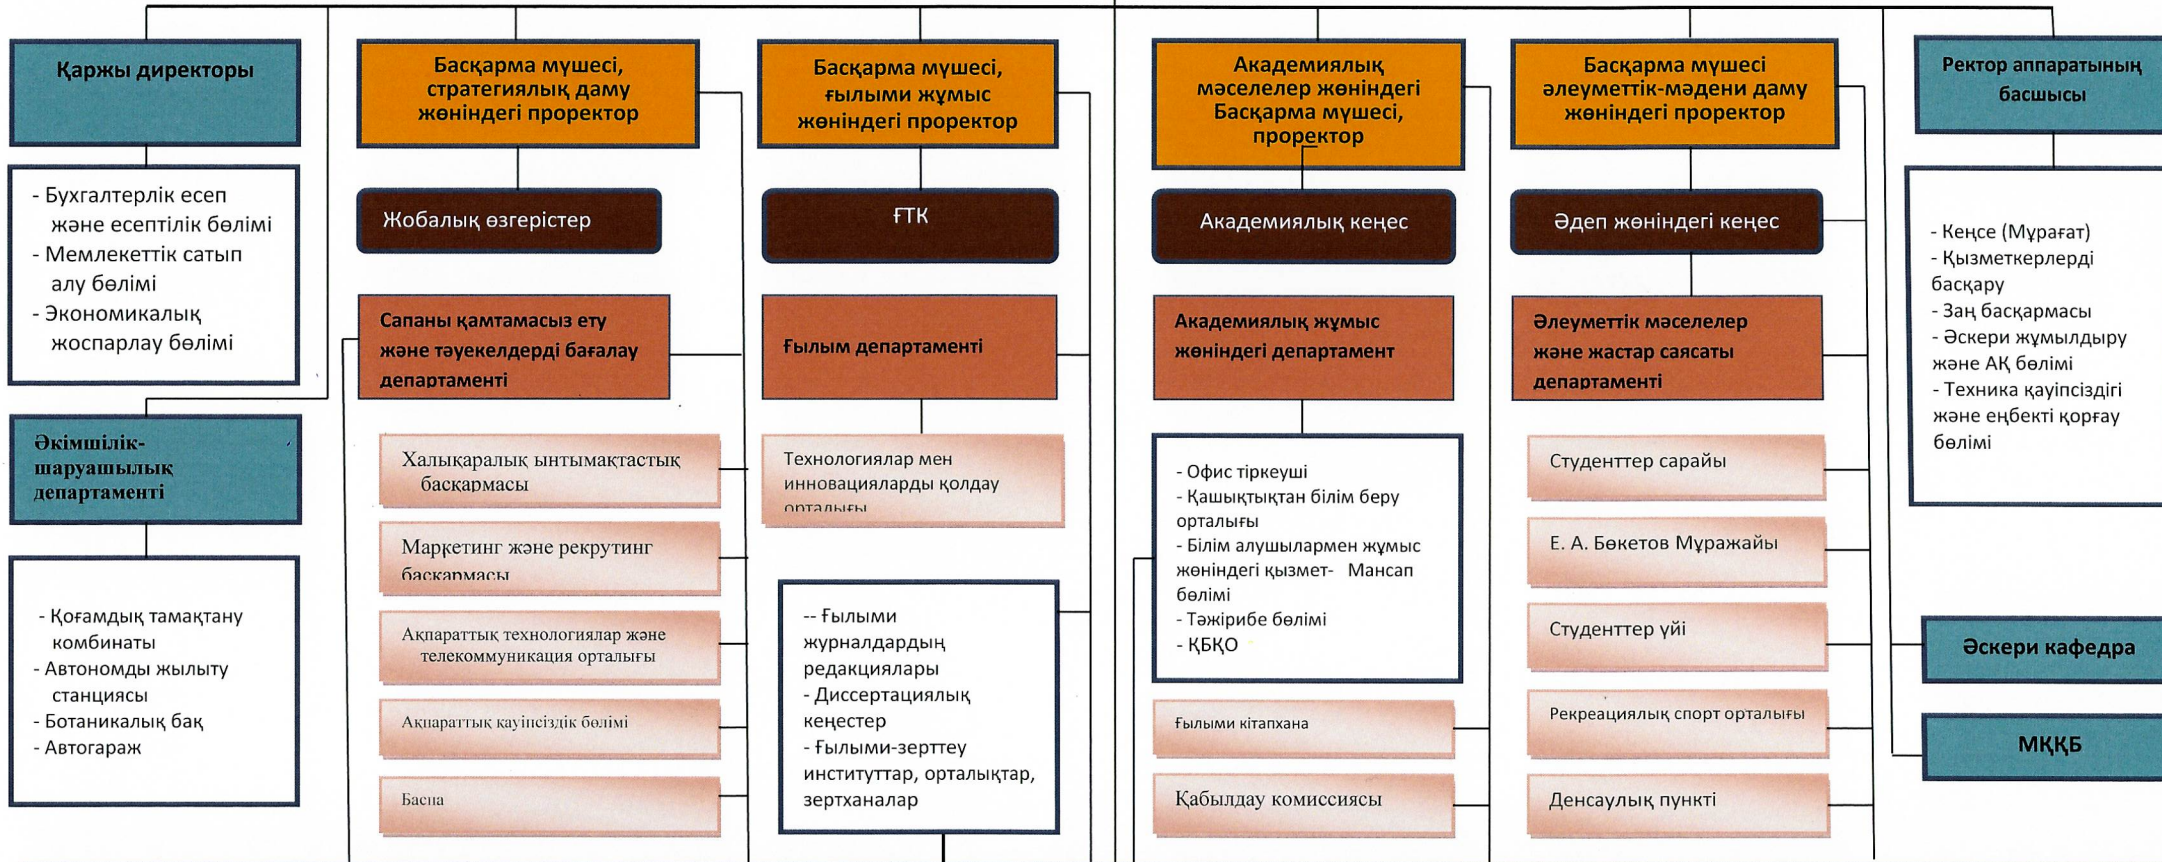 Қаржы директоры
- Бухгалтерлік есеп
және есептілік бөлімі
- Мемлекеттік сатып
алу бөлімі
- Экономикалық
жоспарлау бөлімі
Әкімшілік-
шаруашылық
департаменті
- Қоғамдық тамақтану
комбинаты
- Автономды жылыту
станциясы
- Ботаникалық бақ
- Автогараж
Басқарма мүшесі,
стратегиялық даму
жөніндегі проректор
Жобалық өзгерістер
Сапаны қамтамасыз ету
және тәуекелдерді бағалау
департаменті
Халықаралық ынтымақтастық
басқармасы
Маркетинг және рекрутинг
басқармасы
Ақпараттық технологиялар және
телекоммуникация орталығы
Ақпараттық қауіпсіздік бөлімі
Баспа
Басқарма мүшесі,
ғылыми жұмыс
жөніндегі проректор
ҒТК
Ғылым департаменті
Технологиялар мен
инновацияларды қолдау
орталығы
-- Ғылыми
журналдардың
редакциялары
- Диссертациялық
кеңестер
- Ғылыми-зерттеу
институттар, орталықтар,
зертханалар
Академиялық
мәселелер жөніндегі
Басқарма мүшесі,
проректор
Академиялық кеңес
Академиялық жұмыс
жөніндегі департамент
- Офис тіркеуші
- Қашықтықтан білім беру
орталығы
- Білім алушылармен жұмыс
жөніндегі қызмет- Мансап
бөлімі
- Тәжірибе бөлімі
- ҚБҚО
Ғылыми кітапхана
Қабылдау комиссиясы
Басқарма мүшесі
әлеуметтік-мәдени даму
жөніндегі проректор
Әдеп жөніндегі кеңес
Әлеуметтік мәселелер
және жастар саясаты
департаменті
Студенттер сарайы
Е. А. Бөкетов Мұражайы
Студенттер үйі
Рекреациялық спорт орталығы
Денсаулық пункті
Ректор аппаратының
басшысы
- Кеңсе (Мұрағат)
- Қызметкерлерді
басқару
- Заң басқармасы
- Әскери жұмылдыру
және АҚ бөлімі
- Техника қауіпсіздігі
және еңбекті қорғау
бөлімі
Әскери кафедра
МҚҚБ